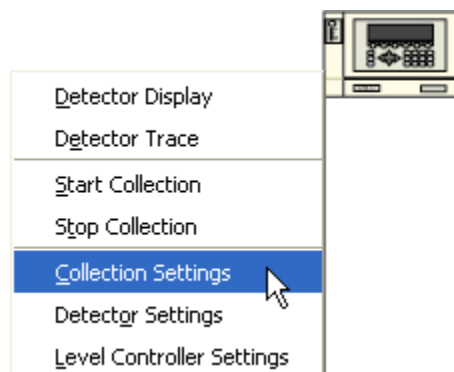 Detector Display
Detector Trace
Start Collection
Stop Collection
Collection Settings
Detector Settings
Level Controller Settings